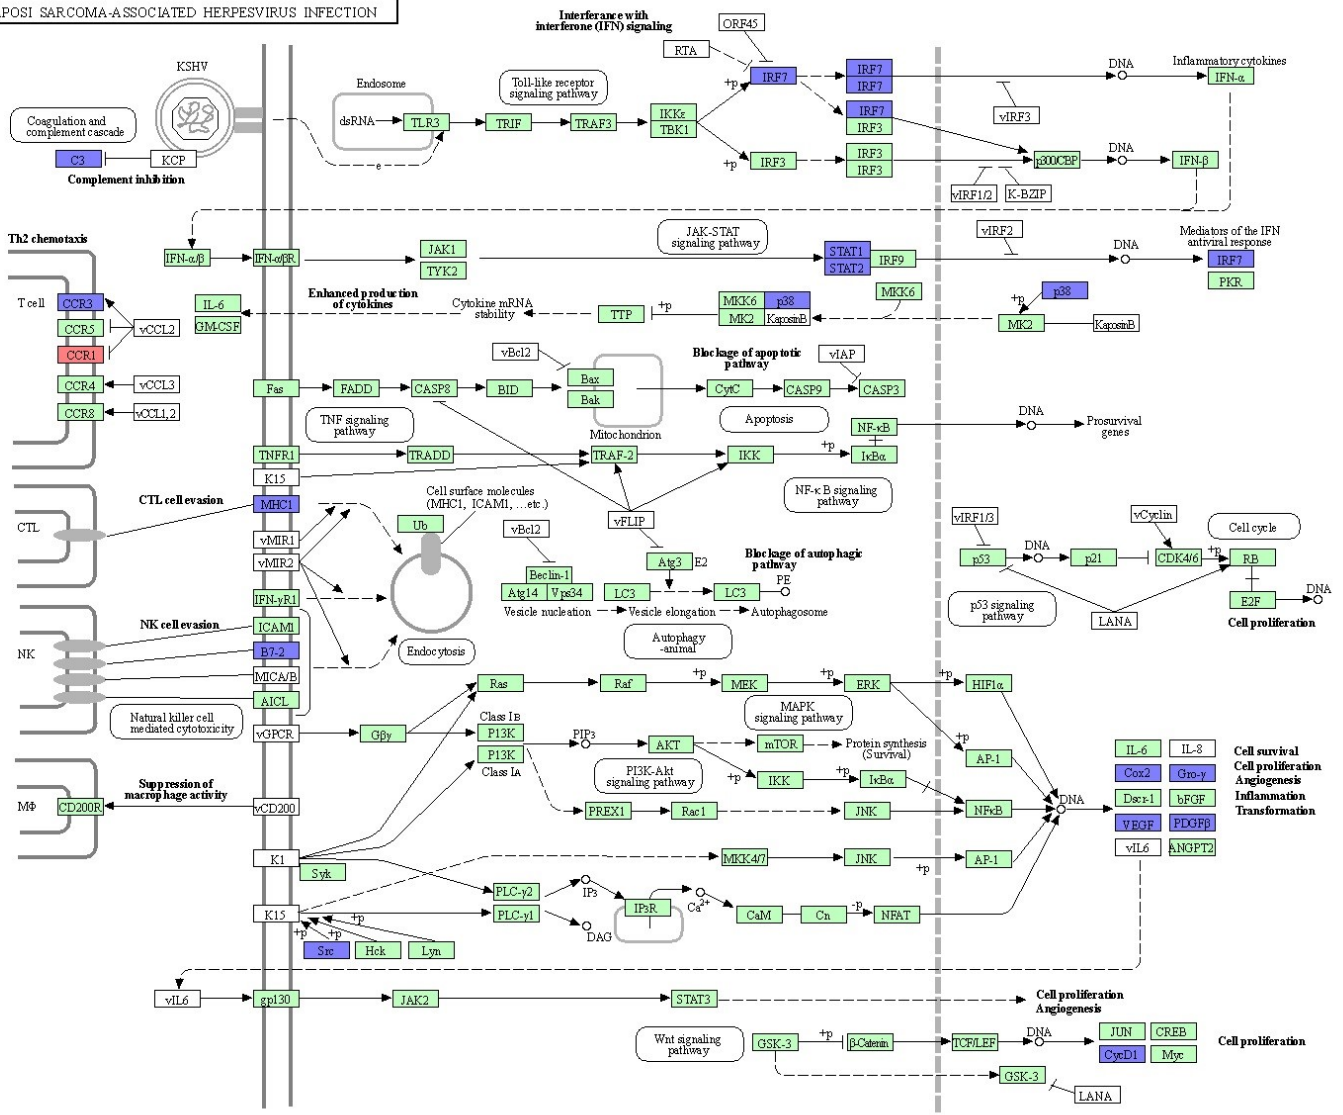 APOSI SARCOMA-ASSOCIATED HERPESVIRUS INFECTION
Interferance with
interferone (IFN) signaling
ORF45
RTA
KSHV
Endosome
Toll-like receptor
signaling pathway
IRF7
+p
IRF7
IRF7
DNA
Inflammatory cytokines
IFN-α
vIRF3
Coagulation and
complement cascade
dsRNA
TLR3
TRIF
TRAF3
IKKε
TBK1
IRF7
IRF3
C3
KCP
Complement inhibition
e
+p
IRF3
IRF3
IRF3
p300/CBP
DNA
IFN-β
vIRF1/2
K-BZIP
Th2 chemotaxis
JAK-STAT
signaling pathway
vIRF2
Mediators of the IFN
antiviral response
IFN-α/β
IFN-α/βR
JAK1
TYK2
STAT1
STAT2
IRF9
DNA
IRF7
PKR
T cell
CCR3
CCR5
CCR1
CCR4
CCR8
vCCL2
vCCL3
vCCL1,2
IL-6
GM-CSF
Enhanced production
of cytokines
Cytokine mRNA
stability
TTP
+p
MKK6
p38
MK2
KaposinB
MKK6
p38
+p
MK2
KaposinB
vBcl2
Blockage of apoptotic
pathway
vIAP
Fas
FADD
CASP8
BID
Bax
Bak
CytC
CASP9
CASP3
TNF signaling
pathway
Mitochondrion
Apoptosis
NF-κB
DNA
Prosurvival
genes
TNFR1
TRADD
TRAF-2
IKK
+p
IκBα
K15
CTL cell evasion
MHC1
Cell surface molecules
(MHC1, ICAM1, ...etc.)
NF-κB signaling
pathway
CTL
vMIR1
vMIR2
Ub
vBcl2
vFLIP
vIRF1/3
vCyclin
Cell cycle
Atg3
E2
Blockage of autophagic
pathway
PE
p53
DNA
p21
CDK4/6
+p
RB
Beclin-1
Atg14
Vps34
LC3
LC3
Vesicle nucleation
Vesicle elongation
Autophagosome
p53 signaling
pathway
LANA
E2F
DNA
Cell proliferation
IFN-γR1
ICAM1
NK cell evasion
B7-2
NK
MICA/B
AICL
Endocytosis
Autophagy
-animal
Natural killer cell
mediated cytotoxicity
Ras
Raf
+p
MEK
+p
ERK
+p
HIF1α
MAPK
signaling pathway
vGPCR
Gβγ
Class IB
P13K
P13K
Class IA
PIP3
AKT
mTOR
Protein synthesis
(Survival)
+p
AP-1
PI3K-Akt
signaling pathway
+p
IKK
IκBα
IL-6
IL-8
Cox2
Gro-γ
Dscr-1
bFGF
VEGF
PDGFβ
vIL6
ANGPT2
Cell survival
Cell proliferation
Angiogenesis
Inflammation
Transformation
Suppression of
macrophage activity
MΦ
CD200R
vCD200
PREX1
Rac1
JNK
NFκB
DNA
K1
Syk
MKK4/7
JNK
+p
AP-1
PLC-γ2
IP3
IP3R
Ca2+
CaM
Cn
-p
NFAT
K15
+p
+p
+p
PLC-γ1
DAG
Src
Hck
Lyn
vIL6
gp130
JAK2
STAT3
Cell proliferation
Angiogenesis
Wnt signaling
pathway
GSK-3
+p
β-Catenin
TCF/LEF
DNA
JUN
CREB
CycD1
Myc
Cell proliferation
GSK-3
LANA